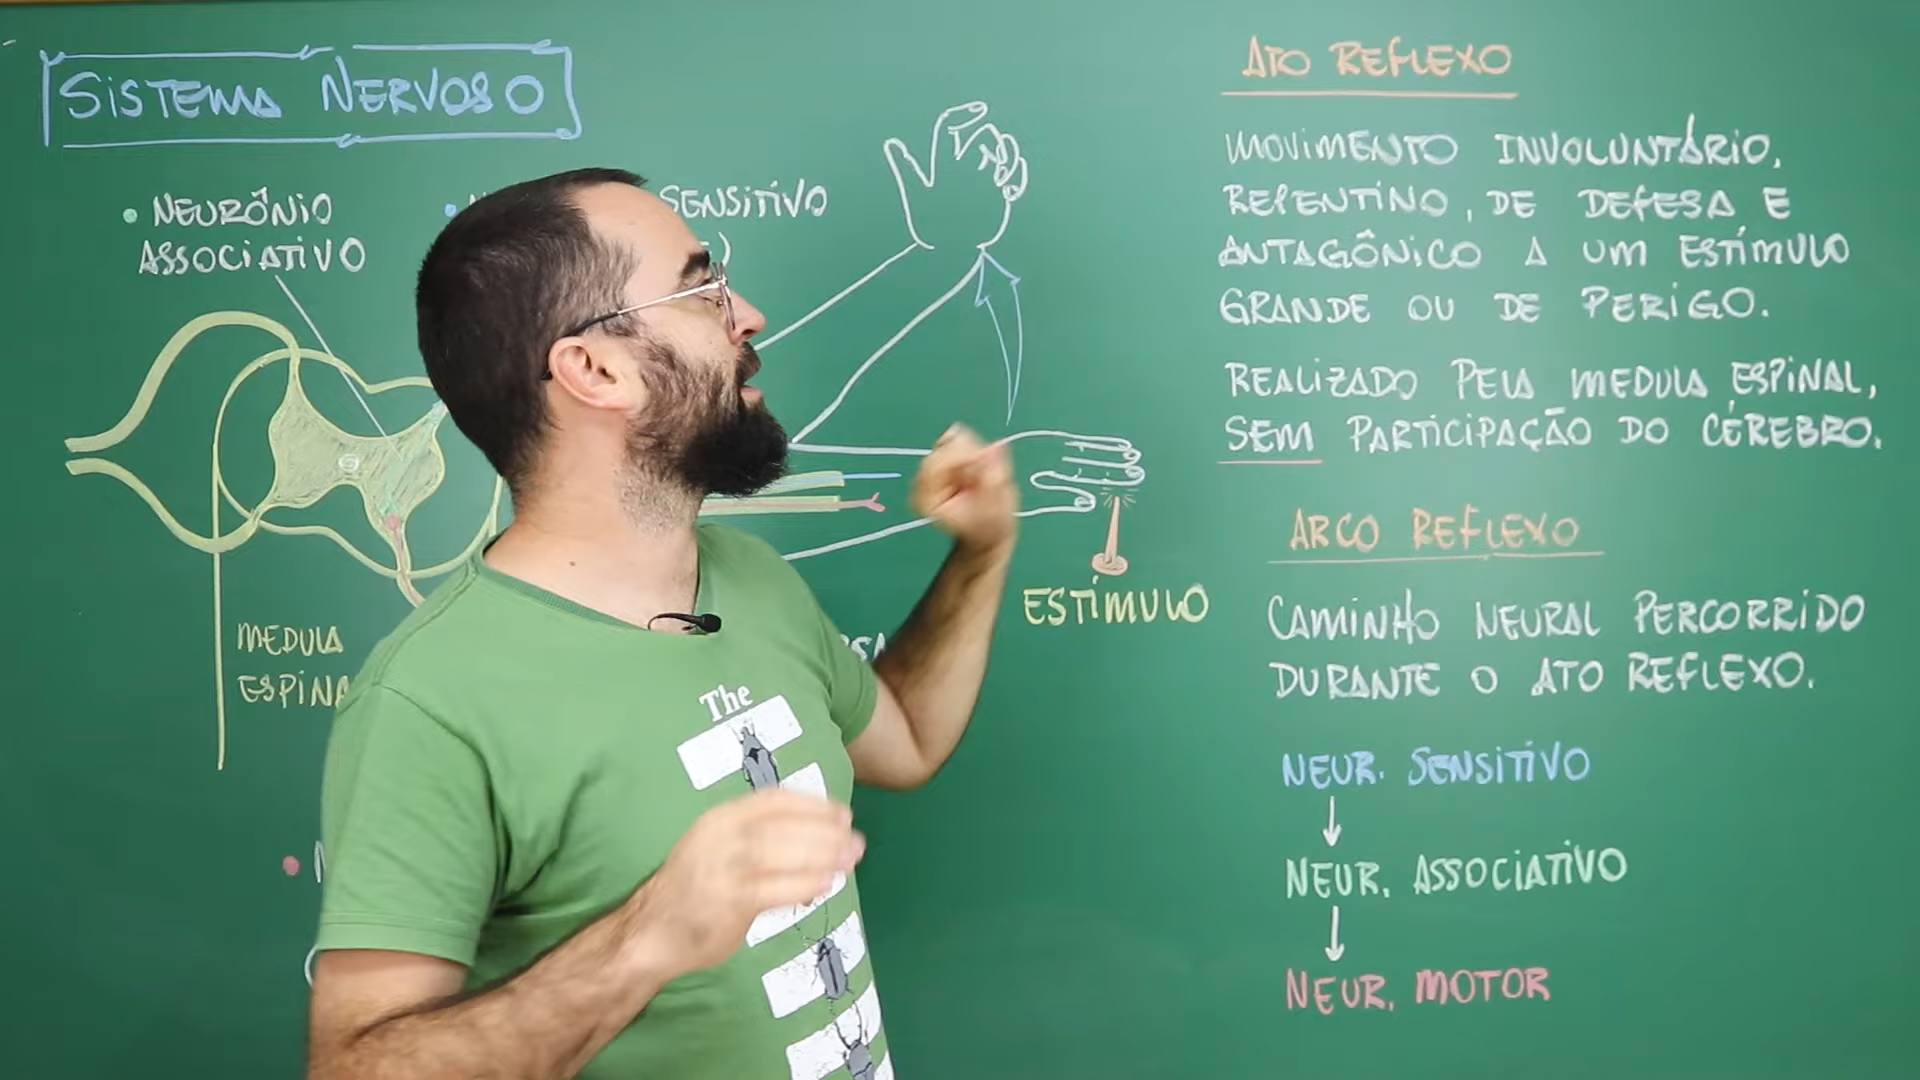 SISTEMA NERVOSO
• NEURÔNIO
ASSOCIATIVO
SENSITIVO
MEDULA
ESPINA
ESTÍMULO
The
ATO REFLEXO
MOVIMENTO INVOLUNTÁRIO,
REPENTINO, DE DEFESA E
ANTAGÔNICO A UM ESTÍMULO
GRANDE OU DE PERIGO.
REALIZADO PELA MEDULA ESPINAL,
SEM PARTICIPAÇÃO DO CÉREBRO.
ARCO REFLEXO
CAMINHO NEURAL PERCORRIDO
DURANTE O ATO REFLEXO.
NEUR. SENSITIVO
↓
NEUR. ASSOCIATIVO
↓
NEUR. MOTOR